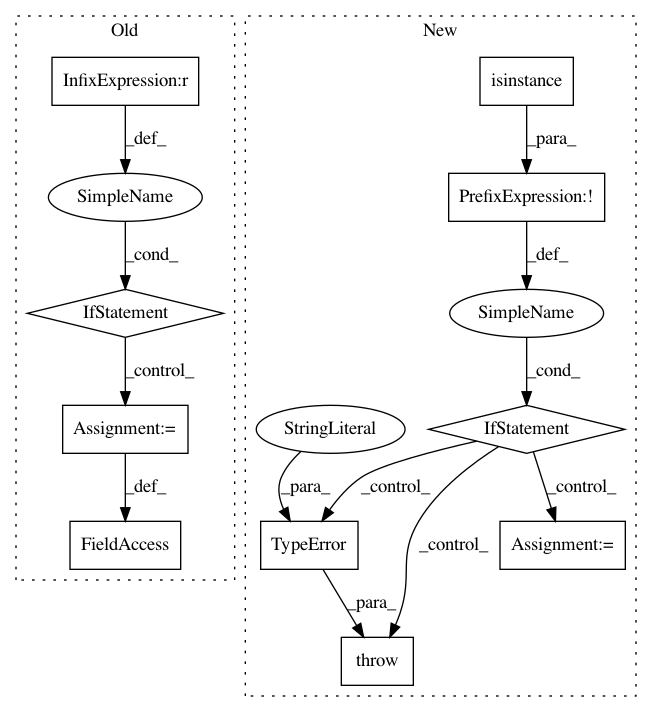 Old
New
InfixExpression:r
isinstance
_def_
_para_
SimpleName
PrefixExpression:!
_cond_
_def_
IfStatement
SimpleName
_control_
_cond_
Assignment:=
StringLiteral
IfStatement
_def_
_para_
_control_
_control_
FieldAccess
TypeError
_control_
Assignment:=
_para_
throw